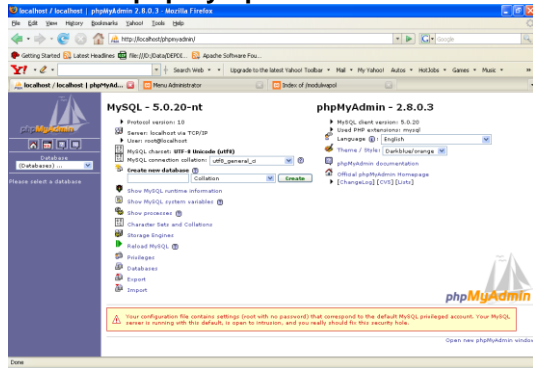 localhost / localhost | phpMyAdmin 2.8.0.3 - Mozilla Firefox
File Edit View History Bookmarks Yahoo! Tools Help
http://localhost/phpmyadmin/
Google
Getting Started Latest Headlines Apache Software Fou...
Search Web Upgrade to the latest Yahoo! Toolbar Mail My Yahoo! Autos HotJobs Games Music
localhost / localhost | phpMyAd... Menu Administrator Index of /modulwapol
phpMyAdmin
Database
(Databases) ...
Please select a database
MySQL - 5.0.20-nt
Protocol version: 10
Server: localhost via TCP/IP
User: root@localhost
MySQL charset: UTF-8 Unicode (utf8)
MySQL connection collation: utf8_general_ci
Create new database
Collation Create
Show MySQL runtime information
Show MySQL system variables
Show processes
Character Sets and Collations
Storage Engines
Reload MySQL
Privileges
Databases
Export
Import
phpMyAdmin - 2.8.0.3
MySQL client version: 5.0.20
Used PHP extensions: mysql
Language : English
Theme / Style: Darkblue/orange
phpMyAdmin documentation
Official phpMyAdmin Homepage
[ChangeLog] [CVS] [Lists]
phpMyAdmin
Your configuration file contains settings (root with no password) that correspond to the default MySQL privileged account. Your MySQL
server is running with this default, is open to intrusion, and you really should fix this security hole.
Open new phpMyAdmin window
Done